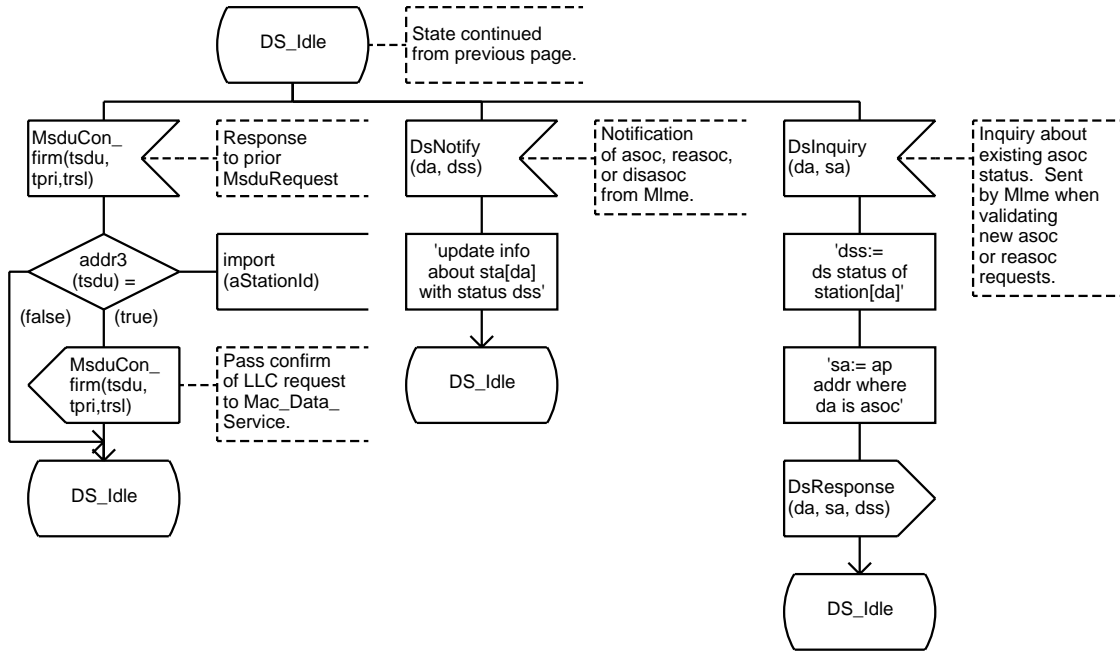 DS_Idle
State continued
from previous page.
MsduCon_
firm(tsdu,
tpri,trsl)
Response
to prior
MsduRequest
DsNotify
(da, dss)
Notification
of asoc, reasoc,
or disasoc
from Mlme.
DsInquiry
(da, sa)
Inquiry about
existing asoc
status.  Sent
by Mlme when
validating
new asoc
or reasoc
requests.
addr3
(tsdu) =
import
(aStationId)
'update info
about sta[da]
with status dss'
'dss:=
ds status of
station[da]'
(false)
(true)
MsduCon_
firm(tsdu,
tpri,trsl)
Pass confirm
of LLC request
to Mac_Data_
Service.
DS_Idle
'sa:= ap
addr where
da is asoc'
DS_Idle
DsResponse
(da, sa, dss)
DS_Idle